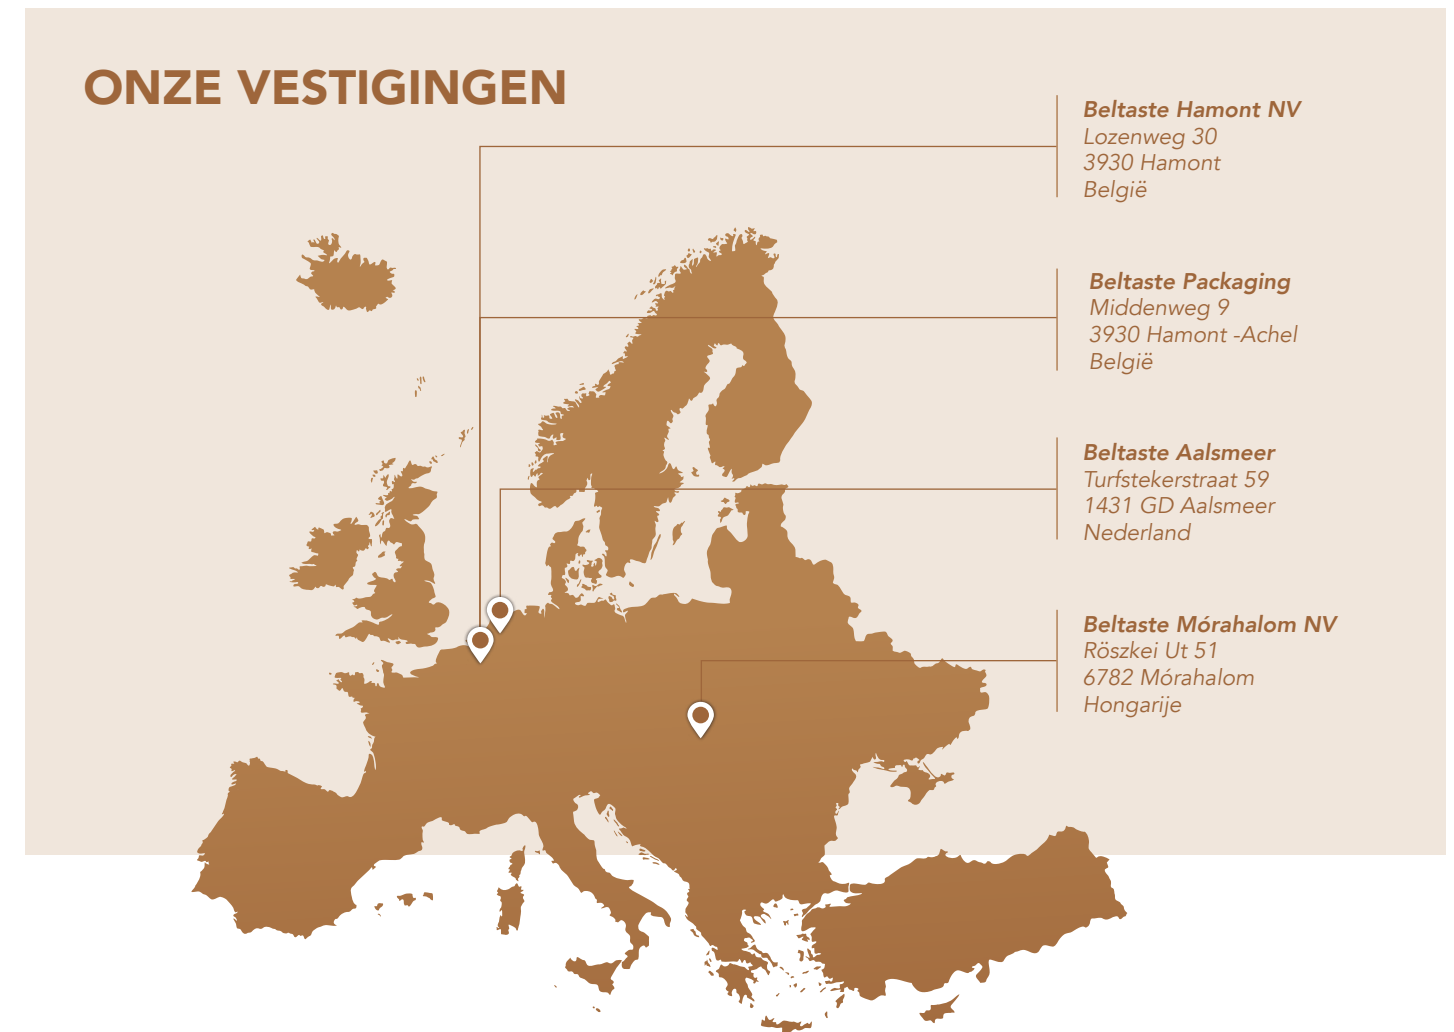 ONZE VESTIGINGEN
Beltaste Hamont NV
Lozenweg 30
3930 Hamont
België
Beltaste Packaging
Middenweg 9
3930 Hamont -Achel
België
Beltaste Aalsmeer
Turfstekerstraat 59
1431 GD Aalsmeer
Nederland
Beltaste Mórahalom NV
Röszkei Ut 51
6782 Mórahalom
Hongarije